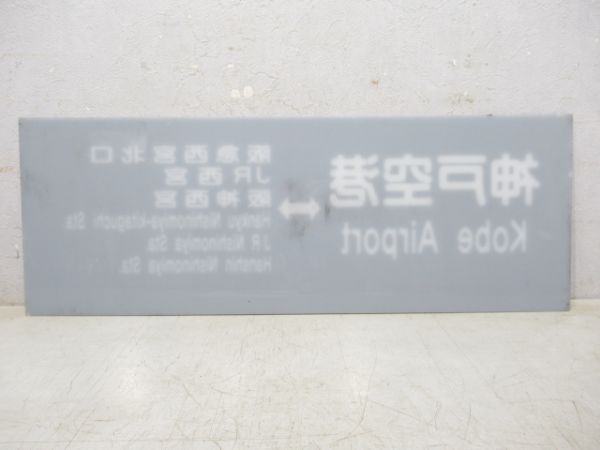 神戸空港
Kobe Airport
↔
阪急西宮北口
JR西宮
阪神西宮
Hankyu Nishinomiya-kitaguchi Sta.
J R Nishinomiya Sta.
Hanshin Nishinomiya Sta.